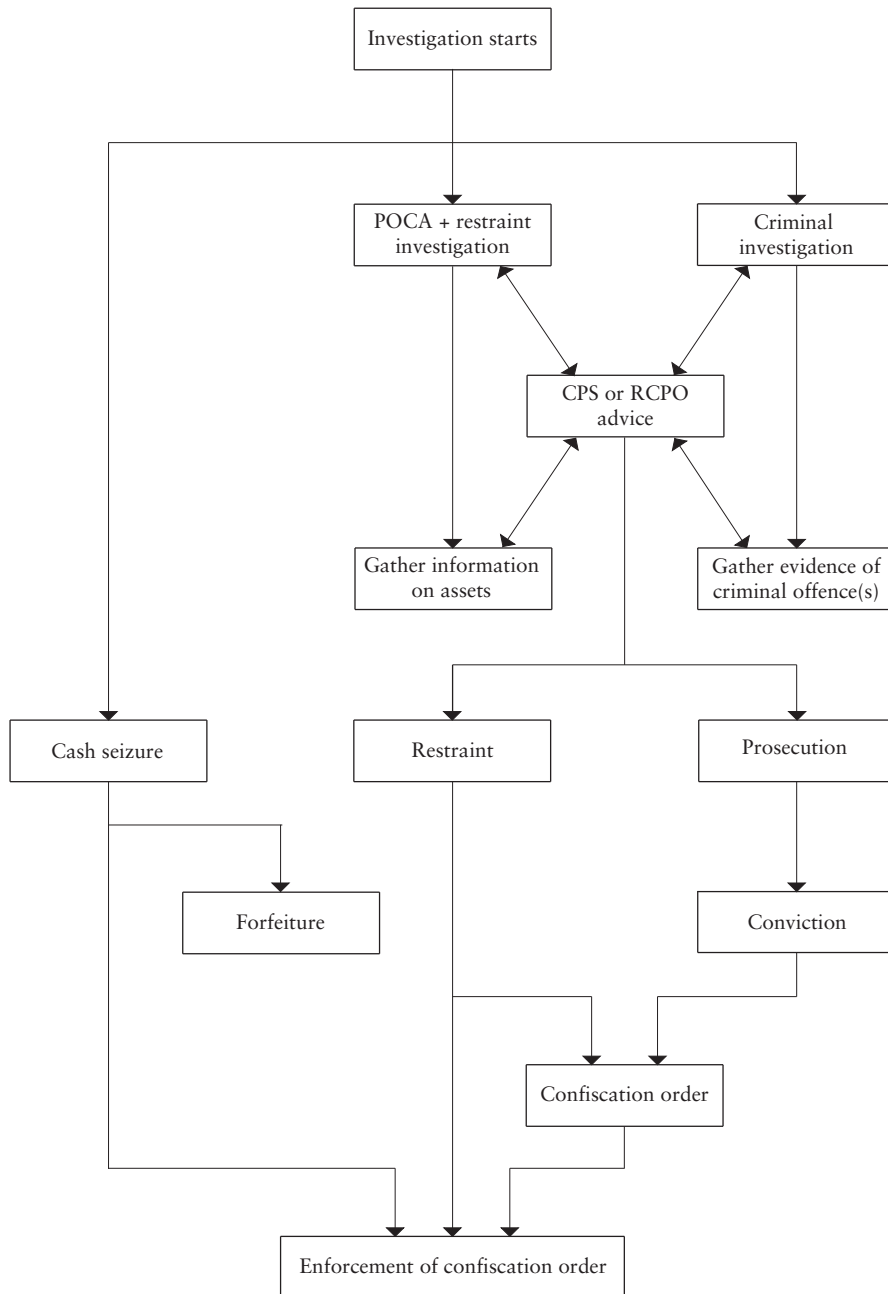 Investigation starts
POCA + restraint
investigation
Criminal
investigation
CPS or RCPO
advice
Gather information
on assets
Gather evidence of
criminal offence(s)
Cash seizure
Restraint
Prosecution
Forfeiture
Conviction
Confiscation order
Enforcement of confiscation order